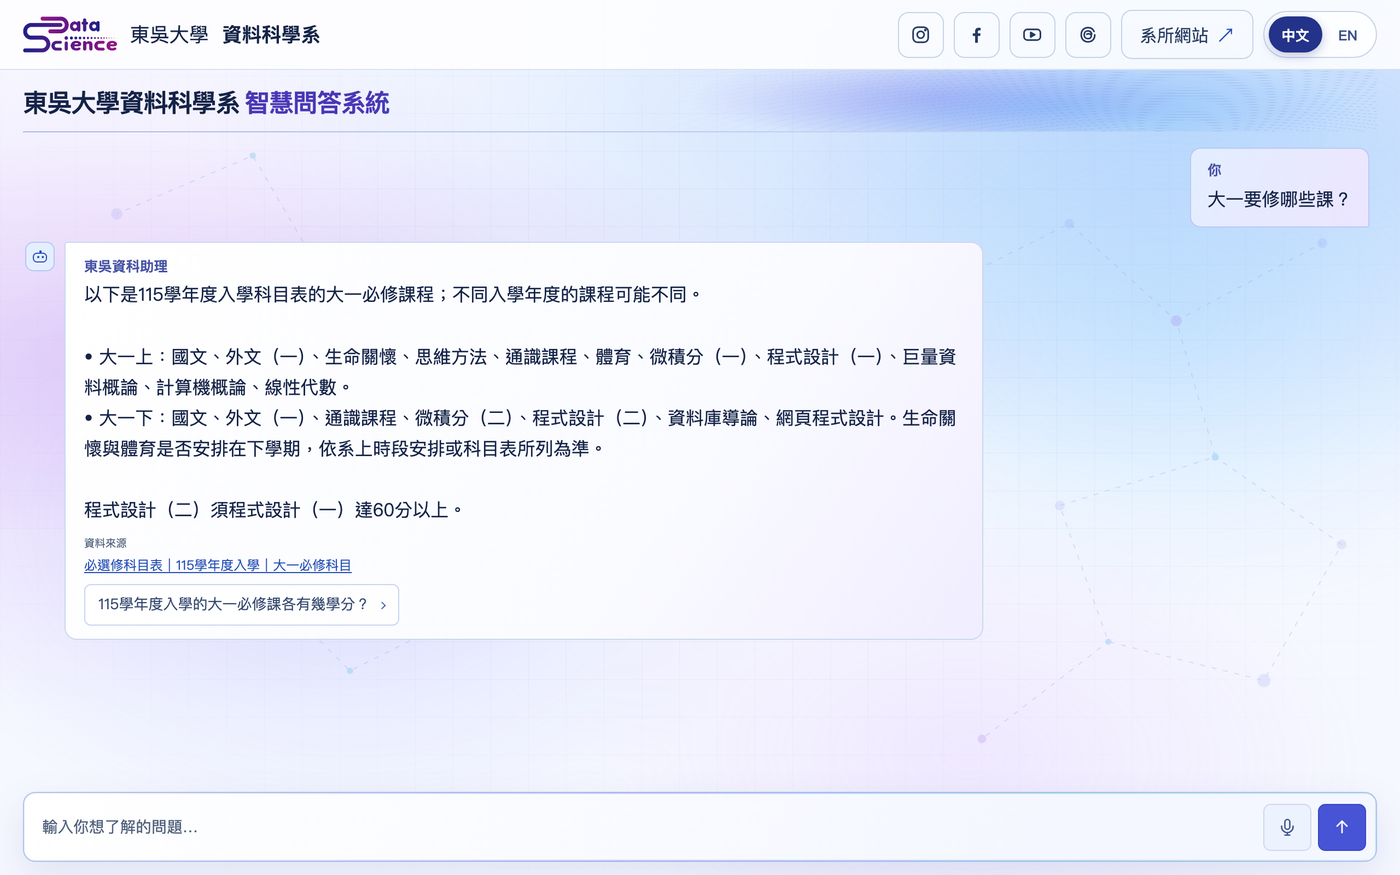 Data Science
東吳大學 資料科學系
系所網站 ↗
中文 EN
東吳大學資料科學系 智慧問答系統
你
大一要修哪些課？
東吳資科助理
以下是115學年度入學科目表的大一必修課程；不同入學年度的課程可能不同。
• 大一上：國文、外文（一）、生命關懷、思維方法、通識課程、體育、微積分（一）、程式設計（一）、巨量資
料概論、計算機概論、線性代數。
• 大一下：國文、外文（一）、通識課程、微積分（二）、程式設計（二）、資料庫導論、網頁程式設計。生命關
懷與體育是否安排在下學期，依系上時段安排或科目表所列為準。
程式設計（二）須程式設計（一）達60分以上。
資料來源
必選修科目表｜115學年度入學｜大一必修科目
115學年度入學的大一必修課各有幾學分？ ›
輸入你想了解的問題...